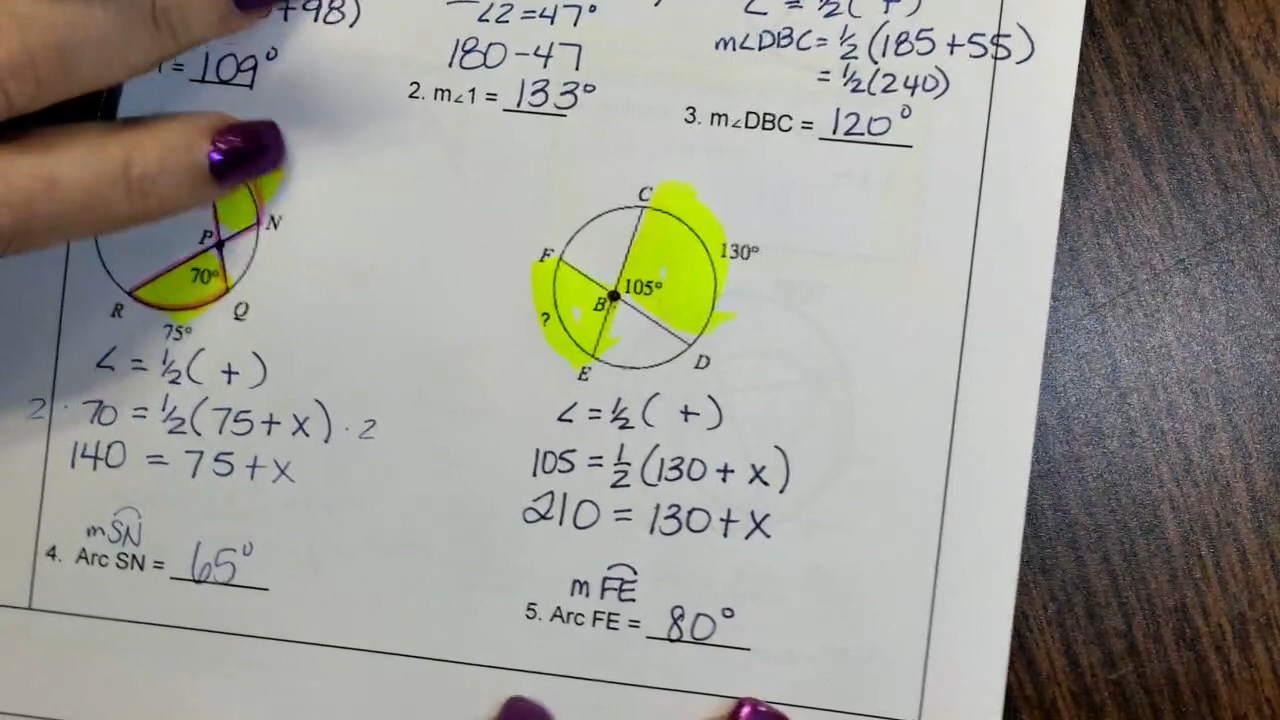 +98)
= 109°
∠2=47°
180-47
2. m∠1 = 133°
m∠DBC= ½(185+55)
= ½(240)
3. m∠DBC = 120°
N
P
70°
R
Q
75°
∠ = ½( + )
2 · 70 = ½(75+x) · 2
140 = 75+x
mSN
4. Arc SN = 65°
C
F
130°
105°
B
?
E
D
∠ = ½( + )
105 = ½(130 + x)
210 = 130+x
m FE
5. Arc FE = 80°